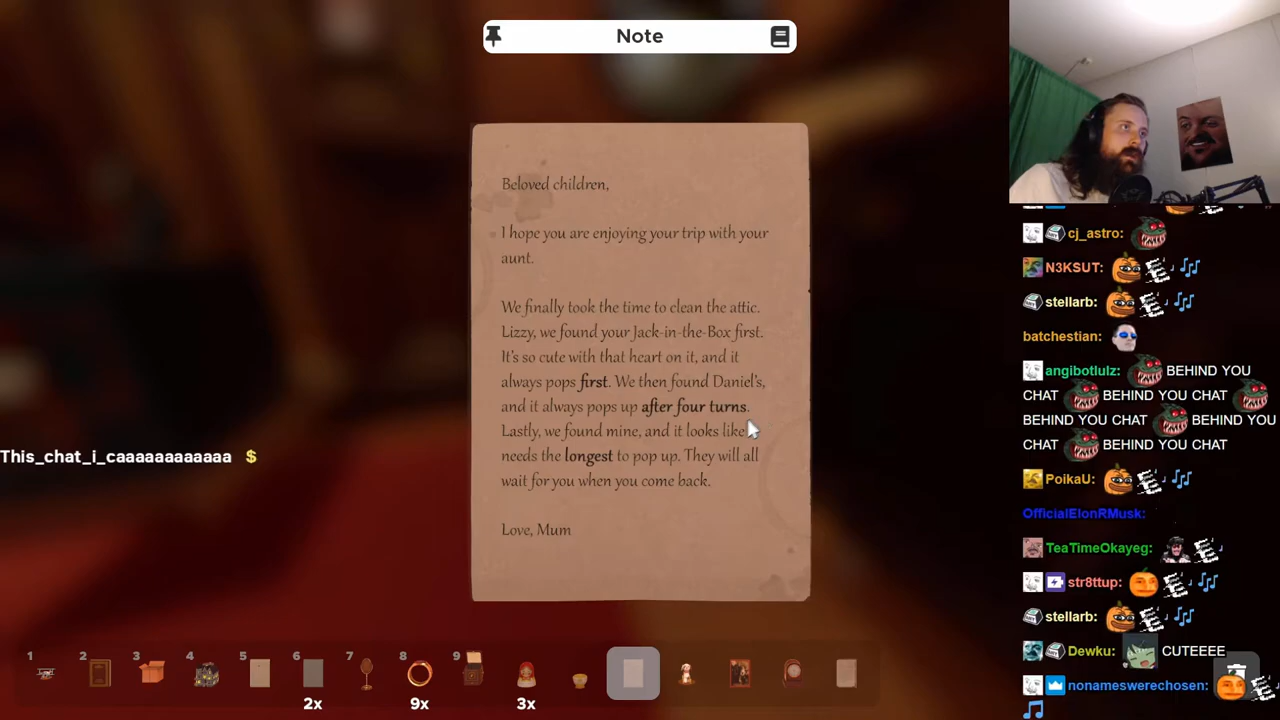 Note
Beloved children,
I hope you are enjoying your trip with your
aunt.
We finally took the time to clean the attic.
Lizzy, we found your Jack-in-the-Box first.
It's so cute with that heart on it, and it
always pops first. We then found Daniel's,
and it always pops up after four turns.
Lastly, we found mine, and it looks like
needs the longest to pop up. They will all
wait for you when you come back.
Love, Mum
This_chat_i_caaaaaaaaaaaa $
cj_astro:
N3KSUT:
stellarb:
batchestian:
angibotlulz: BEHIND YOU
CHAT BEHIND YOU CHAT
BEHIND YOU CHAT BEHIND YOU
CHAT BEHIND YOU CHAT
PoikaU:
OfficialElonRMusk:
TeaTimeOkayeg:
str8ttup:
stellarb:
Dewku: CUTEEEE
nonameswerechosen:
1 2 3 4 5 6 7 8 9
2x 9x 3x